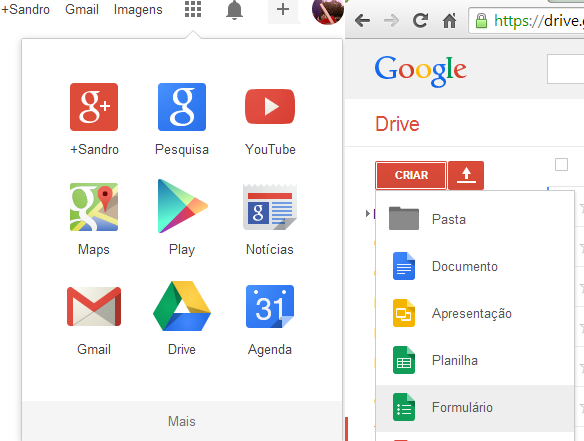 +Sandro Gmail Imagens
+Sandro Pesquisa YouTube
Maps Play Notícias
31
Gmail Drive Agenda
Mais
https://drive.g
Google
Drive
CRIAR
Pasta
Documento
Apresentação
Planilha
Formulário